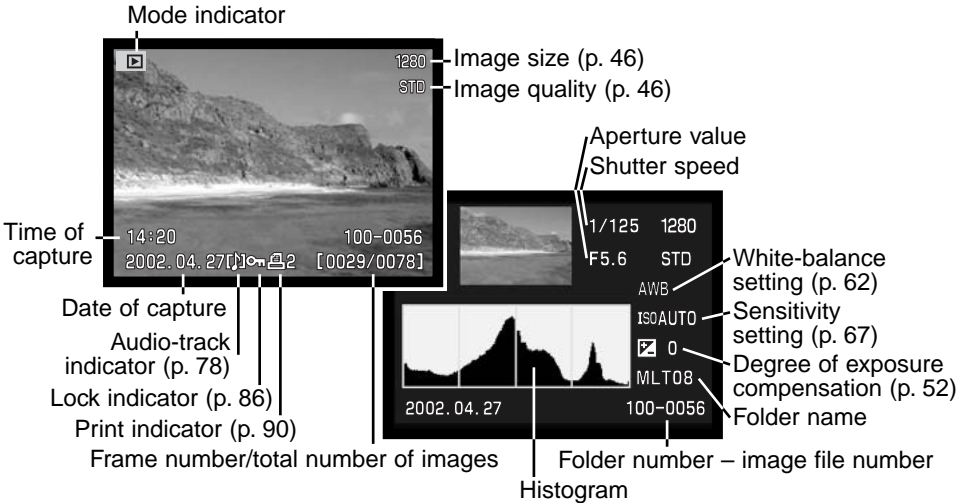 Mode indicator
1280
Image size (p. 46)
STD
Image quality (p. 46)
Aperture value
Shutter speed
Time of
capture
14:20
100-0056
2002.04.27
2
[0029/0078]
1/125
1280
F5.6
STD
AWB
White-balance
setting (p. 62)
ISO AUTO
Sensitivity
setting (p. 67)
0
Degree of exposure
compensation (p. 52)
MLT08
Folder name
2002.04.27
100-0056
Date of capture
Audio-track
indicator (p. 78)
Lock indicator (p. 86)
Print indicator (p. 90)
Frame number/total number of images
Folder number – image file number
Histogram